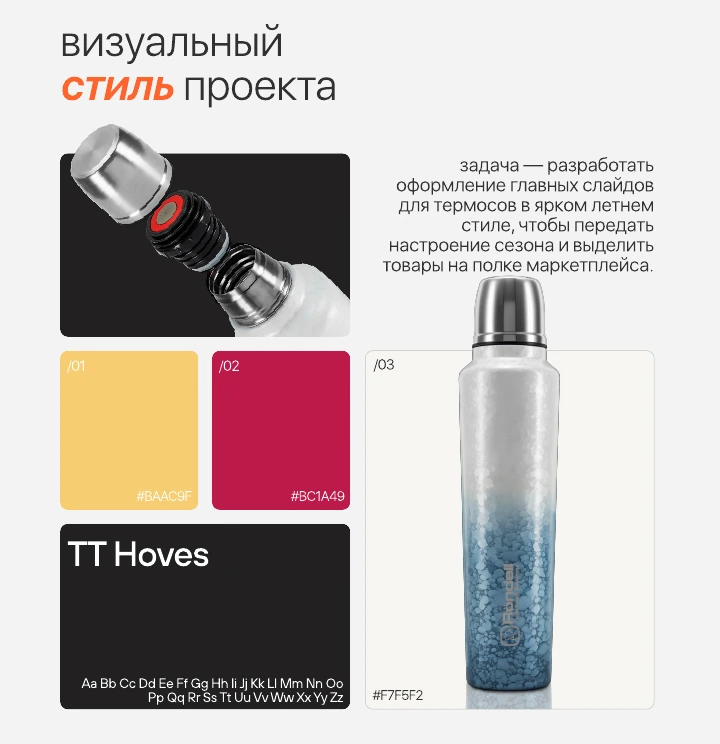 визуальный
стиль проекта
задача — разработать
оформление главных слайдов
для термосов в ярком летнем
стиле, чтобы передать
настроение сезона и выделить
товары на полке маркетплейса.
/01
#BAAC9F
/02
#BC1A49
/03
Randell
#F7F5F2
TT Hoves
Aa Bb Cc Dd Ee Ff Gg Hh Ii Jj Kk Ll Mm Nn Oo
Pp Qq Rr Ss Tt Uu Vv Ww Xx Yy Zz